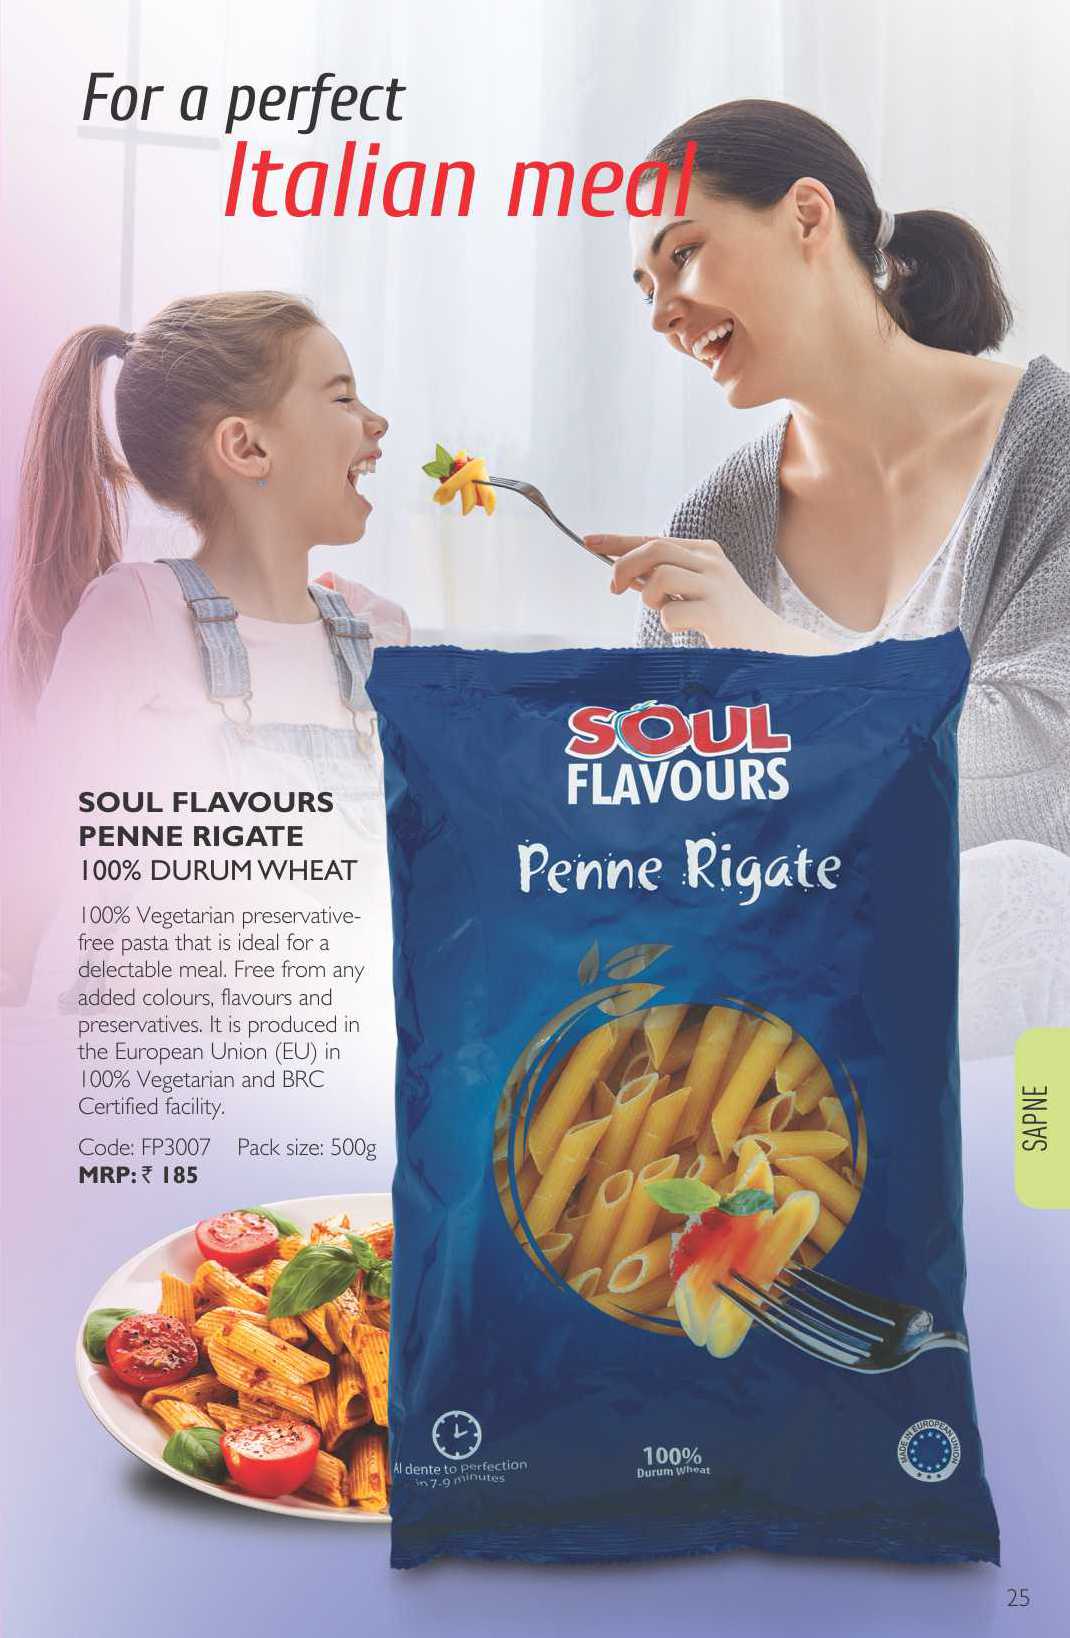 For a perfect
Italian meal
SOUL
FLAVOURS
Penne Rigate
SOUL FLAVOURS
PENNE RIGATE
100% DURUM WHEAT
100% Vegetarian preservative-
free pasta that is ideal for a
delectable meal. Free from any
added colours, flavours and
preservatives. It is produced in
the European Union (EU) in
100% Vegetarian and BRC
Certified facility.
Code: FP3007 Pack size: 500g
MRP: ₹ 185
SAPNE
Al dente to perfection
in 7-9 minutes
100%
Durum Wheat
MADE IN EUROPEAN UNION
25